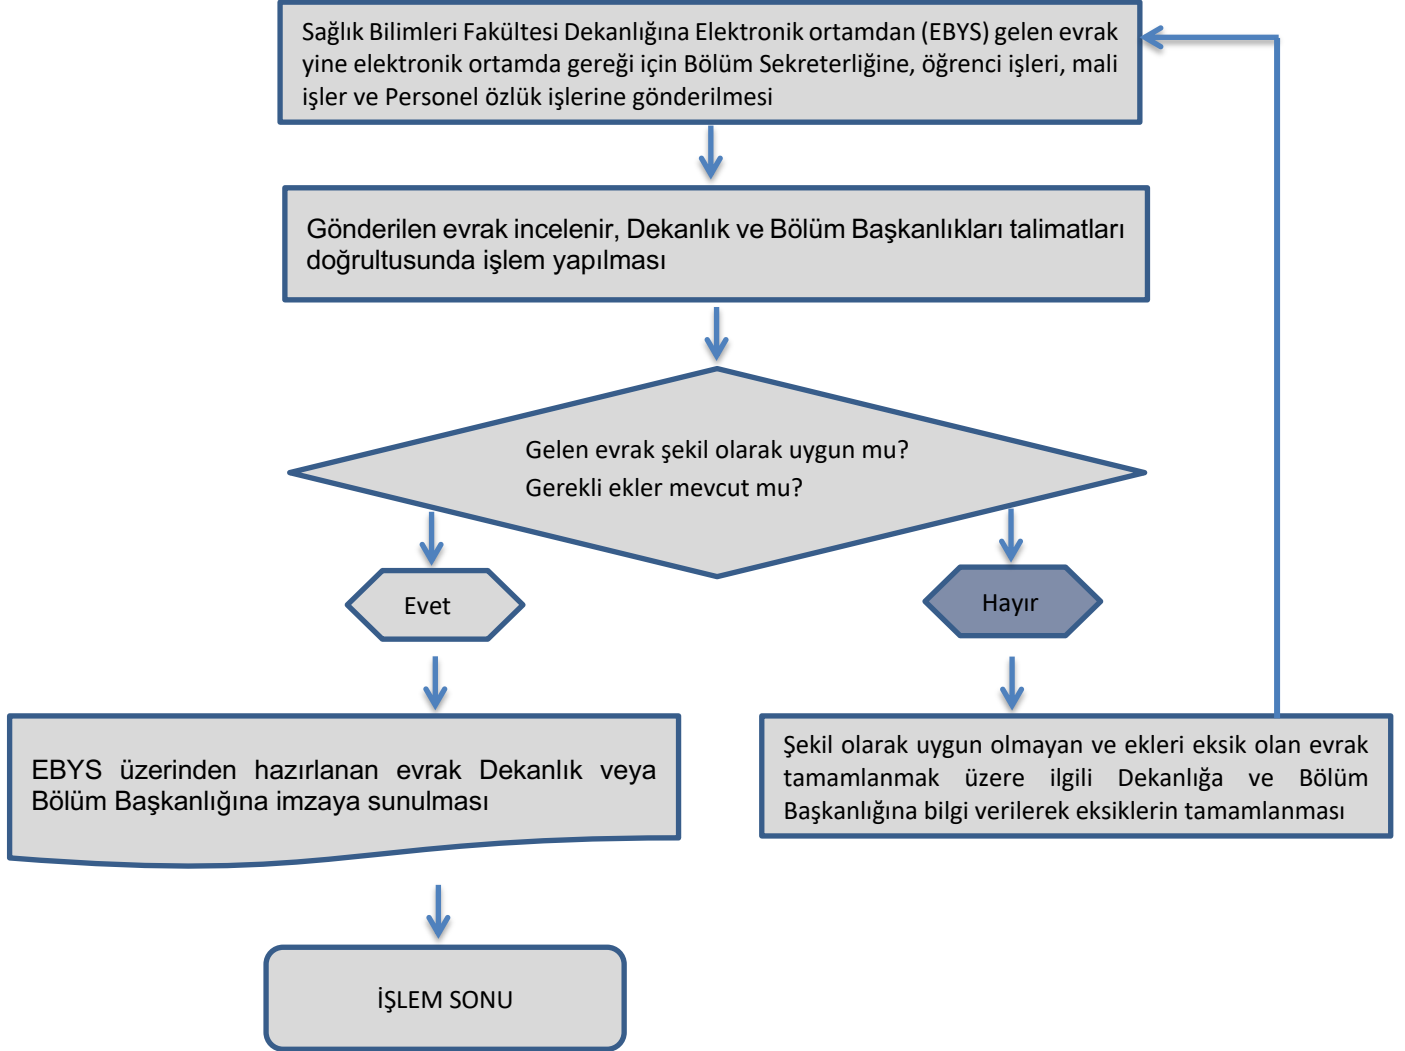 Sağlık Bilimleri Fakültesi Dekanlığına Elektronik ortamdan (EBYS) gelen evrak
yine elektronik ortamda gereği için Bölüm Sekreterliğine, öğrenci işleri, mali
işler ve Personel özlük işlerine gönderilmesi
Gönderilen evrak incelenir, Dekanlık ve Bölüm Başkanlıkları talimatları
doğrultusunda işlem yapılması
Gelen evrak şekil olarak uygun mu?
Gerekli ekler mevcut mu?
Evet
Hayır
EBYS üzerinden hazırlanan evrak Dekanlık veya
Bölüm Başkanlığına imzaya sunulması
Şekil olarak uygun olmayan ve ekleri eksik olan evrak
tamamlanmak üzere ilgili Dekanlığa ve Bölüm
Başkanlığına bilgi verilerek eksiklerin tamamlanması
İŞLEM SONU